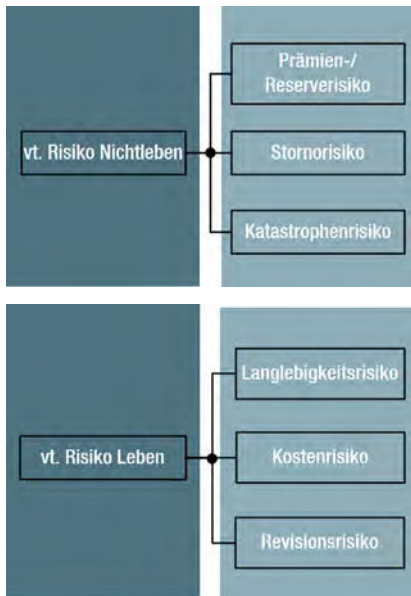 Prämien-/
Reserverisiko
vt. Risiko Nichtleben
Stornorisiko
Katastrophenrisiko
Langlebigkeitsrisiko
vt. Risiko Leben
Kostenrisiko
Revisionsrisiko